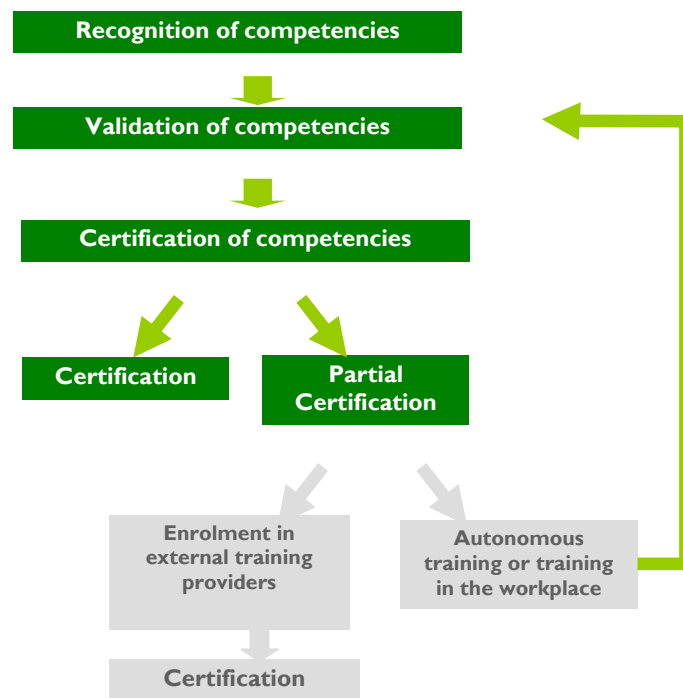 Recognition of competencies
Validation of competencies
Certification of competencies
Certification
Partial
Certification
Enrolment in
external training
providers
Autonomous
training or training
in the workplace
Certification